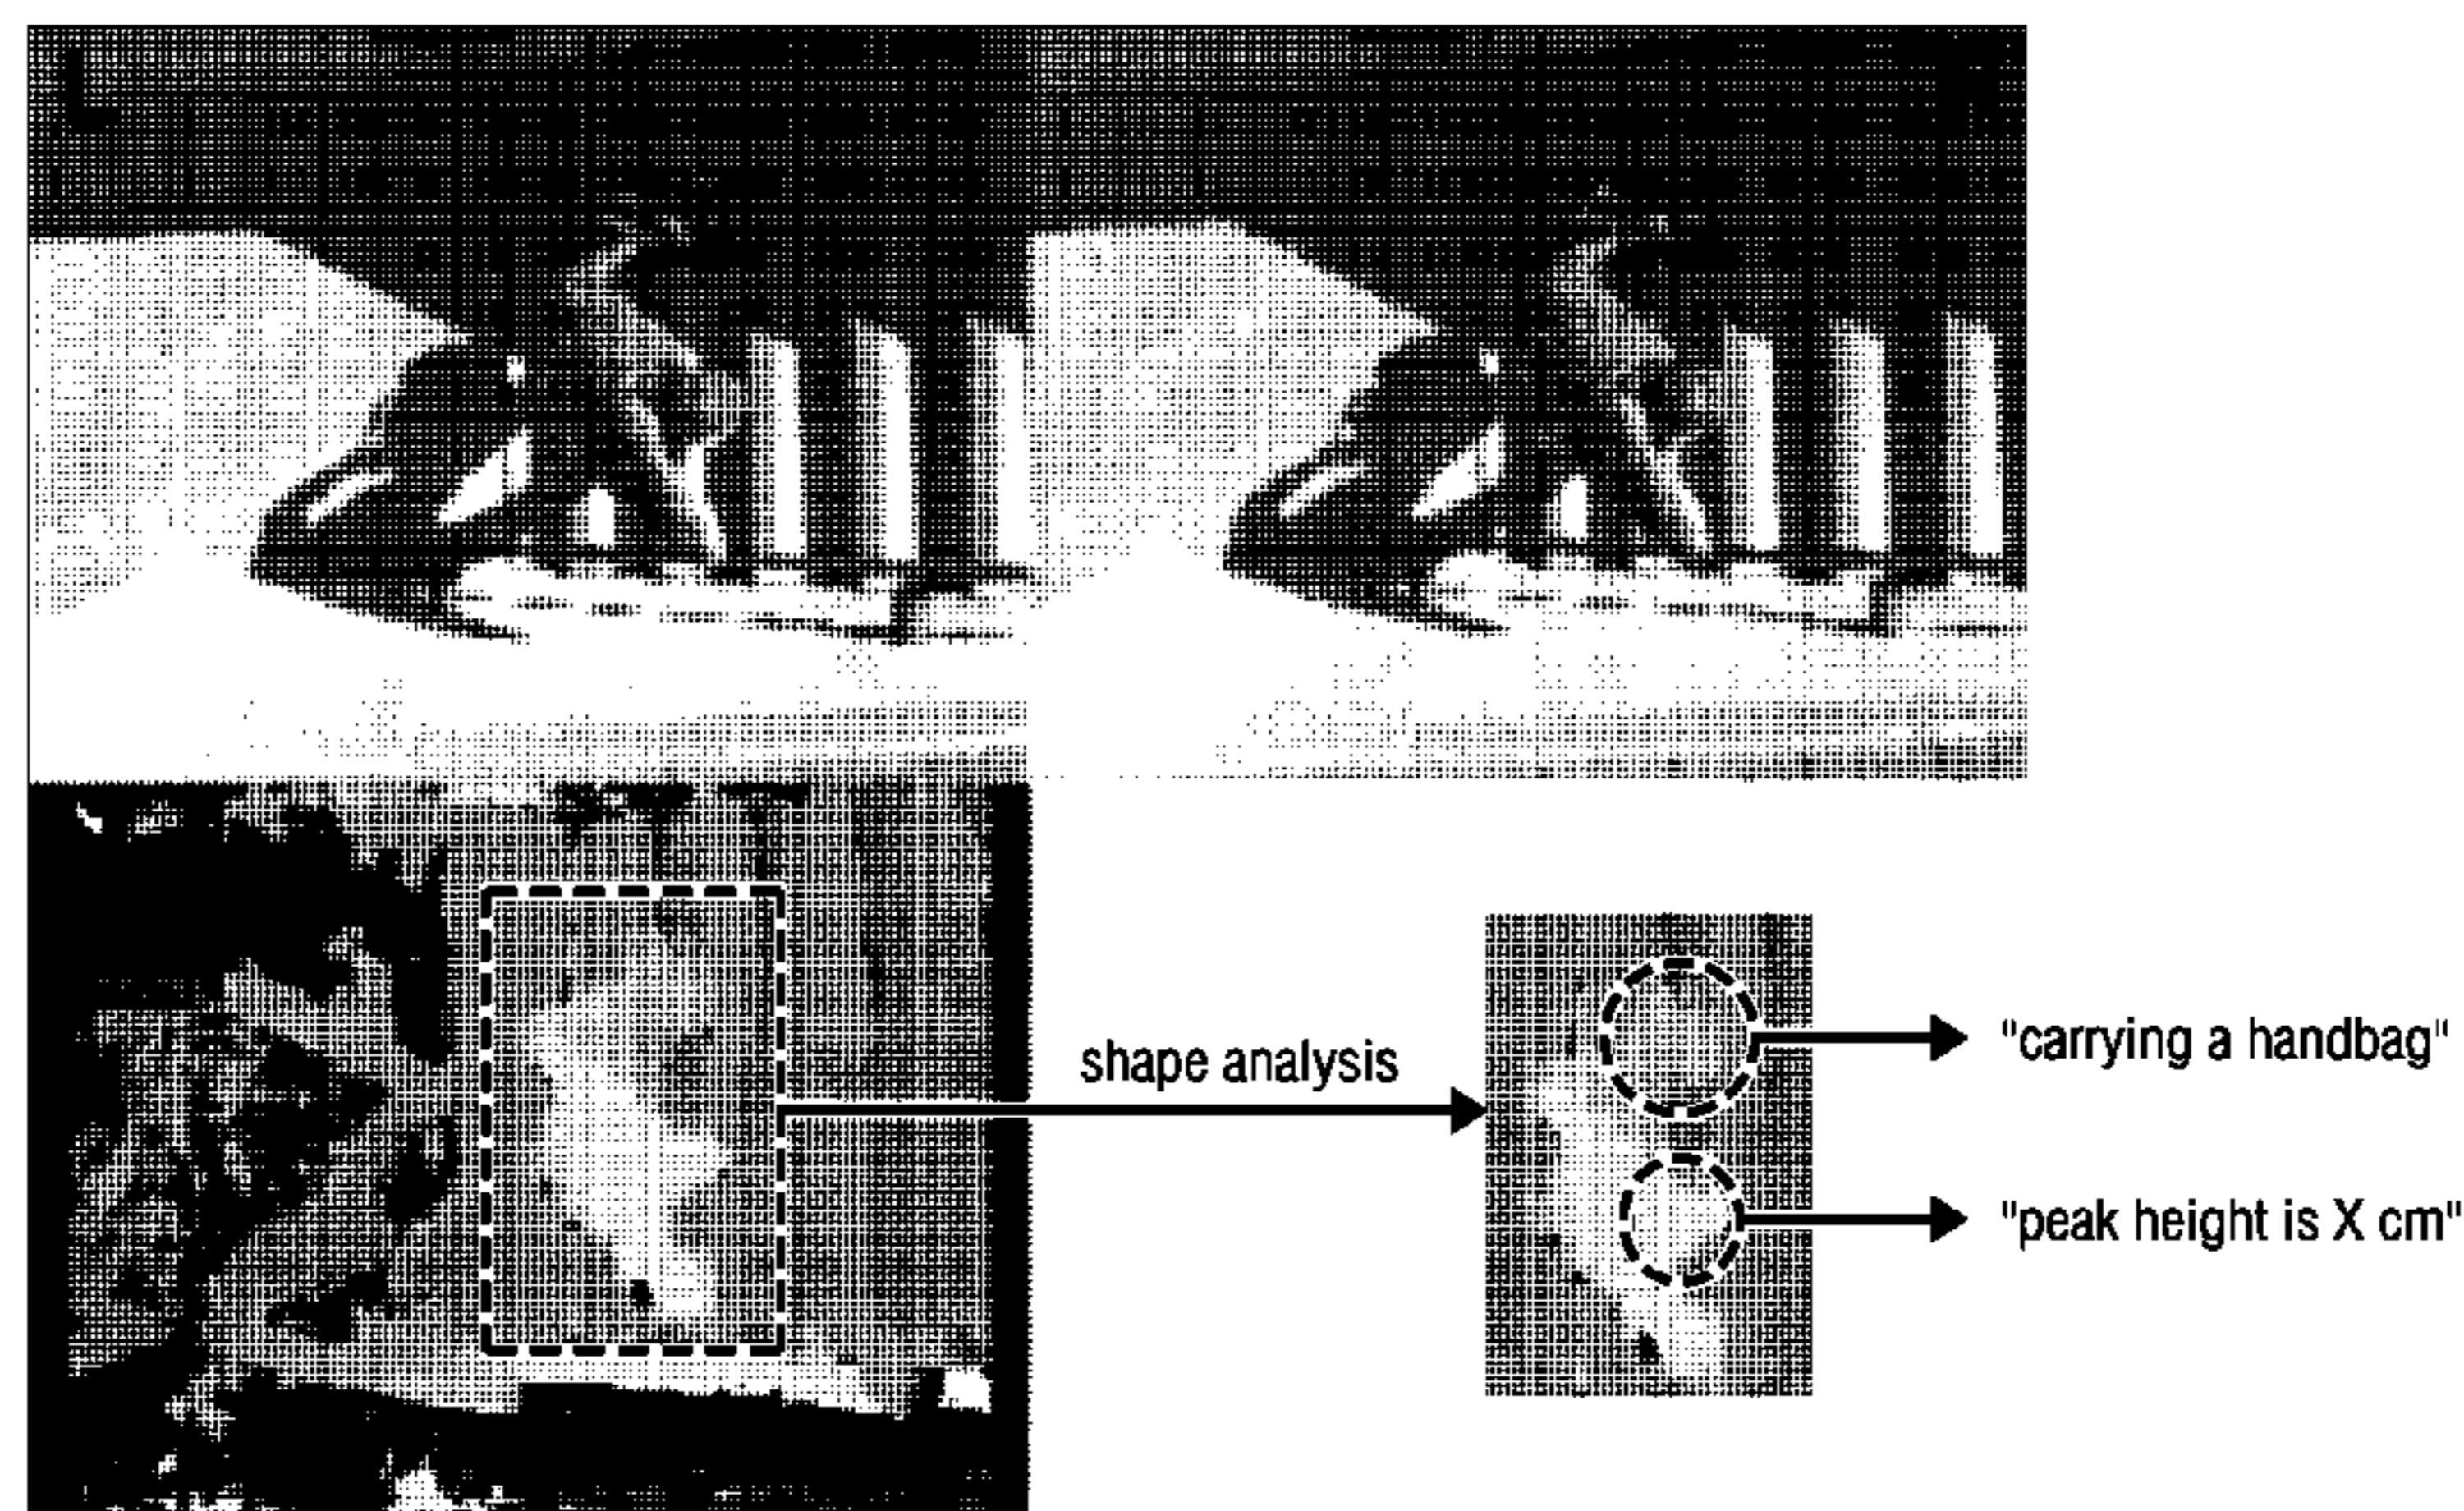 shape analysis
"carrying a handbag"
"peak height is X cm"